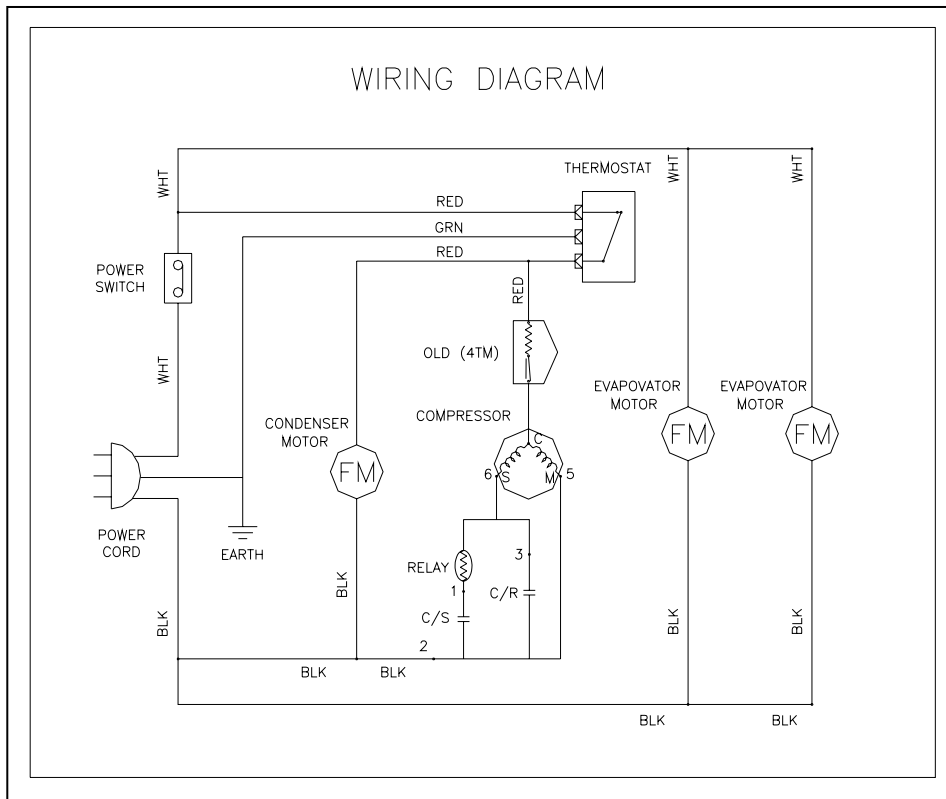 WIRING DIAGRAM
WHT
WHT
WHT
THERMOSTAT
RED
GRN
RED
POWER
SWITCH
RED
OLD (4TM)
WHT
EVAPOVATOR
MOTOR
EVAPOVATOR
MOTOR
COMPRESSOR
CONDENSER
MOTOR
C
FM
FM
FM
6 S
M 5
POWER
CORD
EARTH
3
RELAY
BLK
1
C/R
C/S
BLK
BLK
BLK
2
BLK
BLK
BLK
BLK